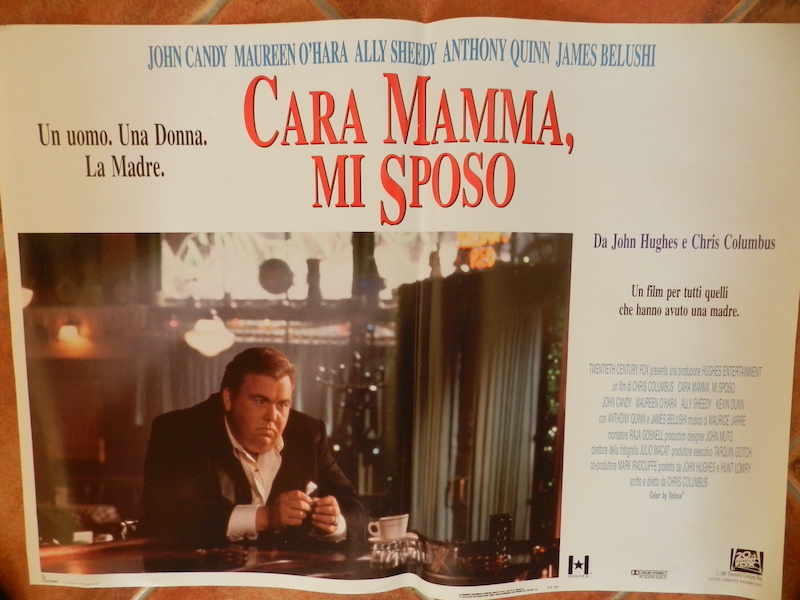 JOHN CANDY MAUREEN O'HARA ALLY SHEEDY ANTHONY QUINN JAMES BELUSHI
CARA MAMMA,
MI SPOSO
Un uomo. Una Donna.
La Madre.
Da John Hughes e Chris Columbus
Un film per tutti quelli
che hanno avuto una madre.
TWENTIETH CENTURY FOX presenta una produzione HUGHES ENTERTAINMENT
un film di CHRIS COLUMBUS CARA MAMMA, MI SPOSO
JOHN CANDY MAUREEN O'HARA ALLY SHEEDY KEVIN DUNN
con ANTHONY QUINN e JAMES BELUSHI musica di MAURICE JARRE
montatore RAJA GOSNELL production designer JOHN MUTO
direttore della fotografia JULIO MACAT produttore esecutivo TARQUIN GOTCH
co-produttore MARK RADCLIFFE prodotto da JOHN HUGHES e HUNT LOWRY
scritto e diretto da CHRIS COLUMBUS
Color by Deluxe